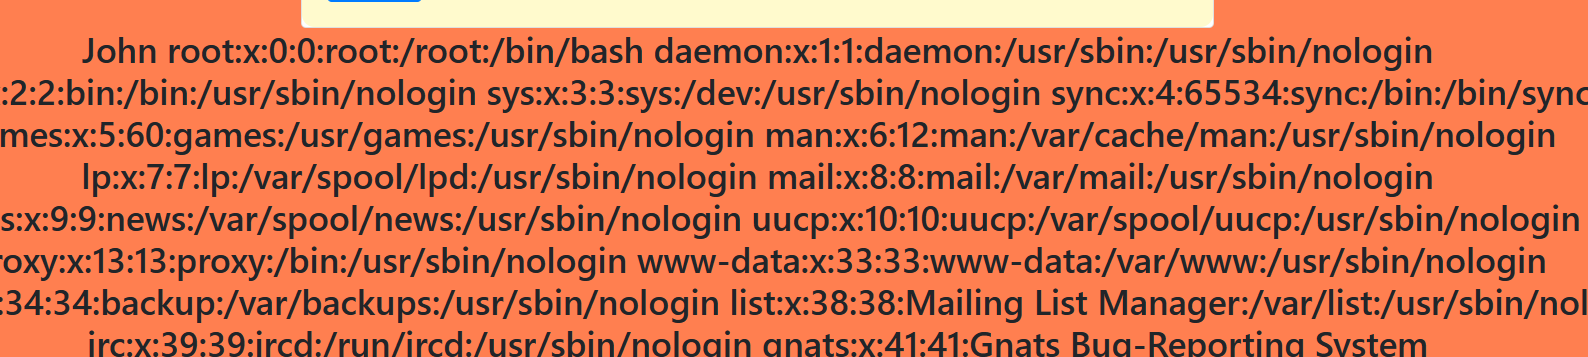 John root:x:0:0:root:/root:/bin/bash daemon:x:1:1:daemon:/usr/sbin:/usr/sbin/nologin
:2:2:bin:/bin:/usr/sbin/nologin sys:x:3:3:sys:/dev:/usr/sbin/nologin sync:x:4:65534:sync:/bin:/bin/sync
mes:x:5:60:games:/usr/games:/usr/sbin/nologin man:x:6:12:man:/var/cache/man:/usr/sbin/nologin
lp:x:7:7:lp:/var/spool/lpd:/usr/sbin/nologin mail:x:8:8:mail:/var/mail:/usr/sbin/nologin
s:x:9:9:news:/var/spool/news:/usr/sbin/nologin uucp:x:10:10:uucp:/var/spool/uucp:/usr/sbin/nologin
roxy:x:13:13:proxy:/bin:/usr/sbin/nologin www-data:x:33:33:www-data:/var/www:/usr/sbin/nologin
:34:34:backup:/var/backups:/usr/sbin/nologin list:x:38:38:Mailing List Manager:/var/list:/usr/sbin/nol
irc:x:39:39:ircd:/run/ircd:/usr/sbin/nologin gnats:x:41:41:Gnats Bug-Reporting System